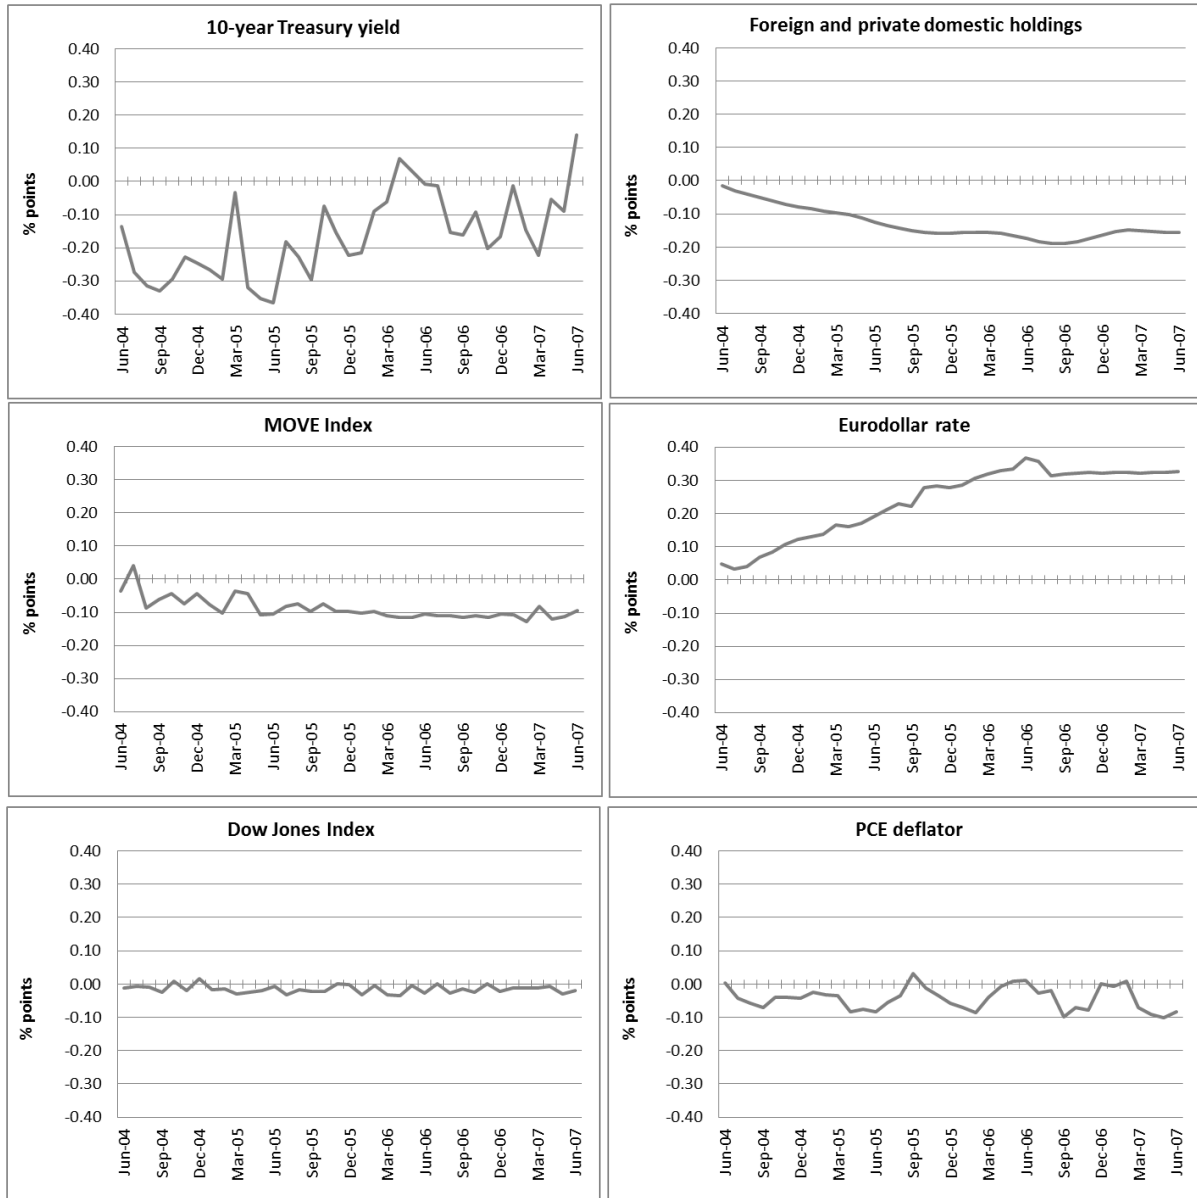 10-year Treasury yield
% points
0.40
0.30
0.20
0.10
0.00
-0.10
-0.20
-0.30
-0.40
Jun-04
Sep-04
Dec-04
Mar-05
Jun-05
Sep-05
Dec-05
Mar-06
Jun-06
Sep-06
Dec-06
Mar-07
Jun-07
Foreign and private domestic holdings
% points
0.40
0.30
0.20
0.10
0.00
-0.10
-0.20
-0.30
-0.40
Jun-04
Sep-04
Dec-04
Mar-05
Jun-05
Sep-05
Dec-05
Mar-06
Jun-06
Sep-06
Dec-06
Mar-07
Jun-07
MOVE Index
% points
0.40
0.30
0.20
0.10
0.00
-0.10
-0.20
-0.30
-0.40
Jun-04
Sep-04
Dec-04
Mar-05
Jun-05
Sep-05
Dec-05
Mar-06
Jun-06
Sep-06
Dec-06
Mar-07
Jun-07
Eurodollar rate
% points
0.40
0.30
0.20
0.10
0.00
-0.10
-0.20
-0.30
-0.40
Jun-04
Sep-04
Dec-04
Mar-05
Jun-05
Sep-05
Dec-05
Mar-06
Jun-06
Sep-06
Dec-06
Mar-07
Jun-07
Dow Jones Index
% points
0.40
0.30
0.20
0.10
0.00
-0.10
-0.20
-0.30
-0.40
Jun-04
Sep-04
Dec-04
Mar-05
Jun-05
Sep-05
Dec-05
Mar-06
Jun-06
Sep-06
Dec-06
Mar-07
Jun-07
PCE deflator
% points
0.40
0.30
0.20
0.10
0.00
-0.10
-0.20
-0.30
-0.40
Jun-04
Sep-04
Dec-04
Mar-05
Jun-05
Sep-05
Dec-05
Mar-06
Jun-06
Sep-06
Dec-06
Mar-07
Jun-07